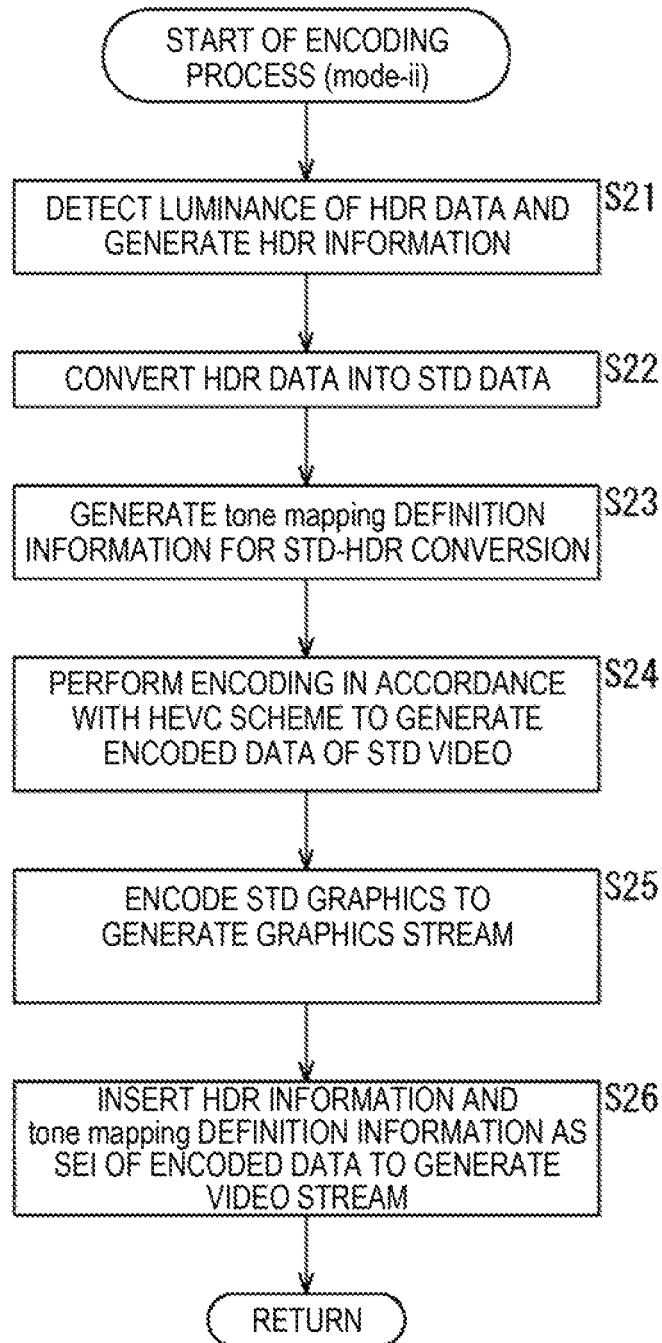 START OF ENCODING
PROCESS (mode-ii)
S21
DETECT LUMINANCE OF HDR DATA AND
GENERATE HDR INFORMATION
S22
CONVERT HDR DATA INTO STD DATA
S23
GENERATE tone mapping DEFINITION
INFORMATION FOR STD-HDR CONVERSION
S24
PERFORM ENCODING IN ACCORDANCE
WITH HEVC SCHEME TO GENERATE
ENCODED DATA OF STD VIDEO
S25
ENCODE STD GRAPHICS TO
GENERATE GRAPHICS STREAM
S26
INSERT HDR INFORMATION AND
tone mapping DEFINITION INFORMATION AS
SEI OF ENCODED DATA TO GENERATE
VIDEO STREAM
RETURN